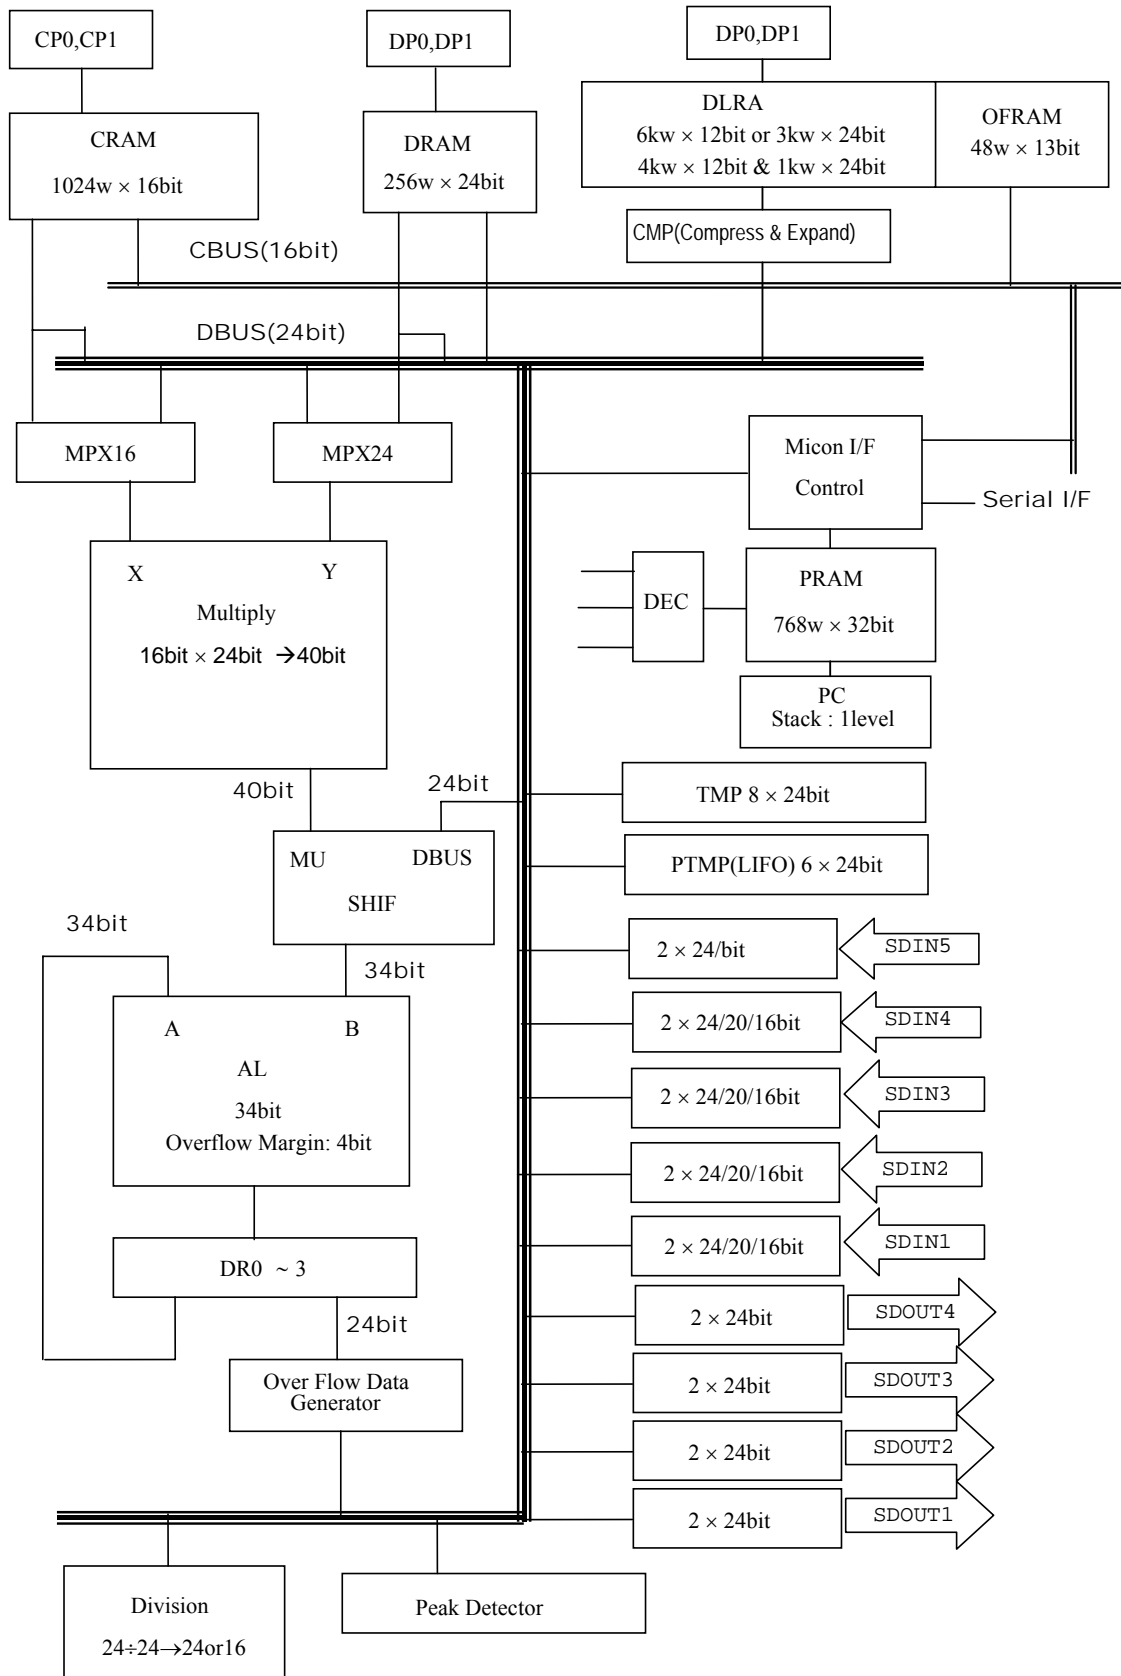 CP0,CP1
DP0,DP1
DP0,DP1
CRAM
1024w × 16bit
DRAM
256w × 24bit
DLRA
6kw × 12bit or 3kw × 24bit
4kw × 12bit & 1kw × 24bit
OFRAM
48w × 13bit
CMP(Compress & Expand)
CBUS(16bit)
DBUS(24bit)
MPX16
MPX24
Micon I/F
Control
Serial I/F
X
Y
Multiply
16bit × 24bit →40bit
DEC
PRAM
768w × 32bit
PC
Stack : 1level
40bit
24bit
TMP 8 × 24bit
MU
DBUS
SHIF
PTMP(LIFO) 6 × 24bit
34bit
34bit
2 × 24/bit
SDIN5
A
B
AL
34bit
Overflow Margin: 4bit
2 × 24/20/16bit
SDIN4
2 × 24/20/16bit
SDIN3
2 × 24/20/16bit
SDIN2
2 × 24/20/16bit
SDIN1
DR0 ~ 3
24bit
2 × 24bit
SDOUT4
Over Flow Data
Generator
2 × 24bit
SDOUT3
2 × 24bit
SDOUT2
2 × 24bit
SDOUT1
Division
24÷24→24or16
Peak Detector